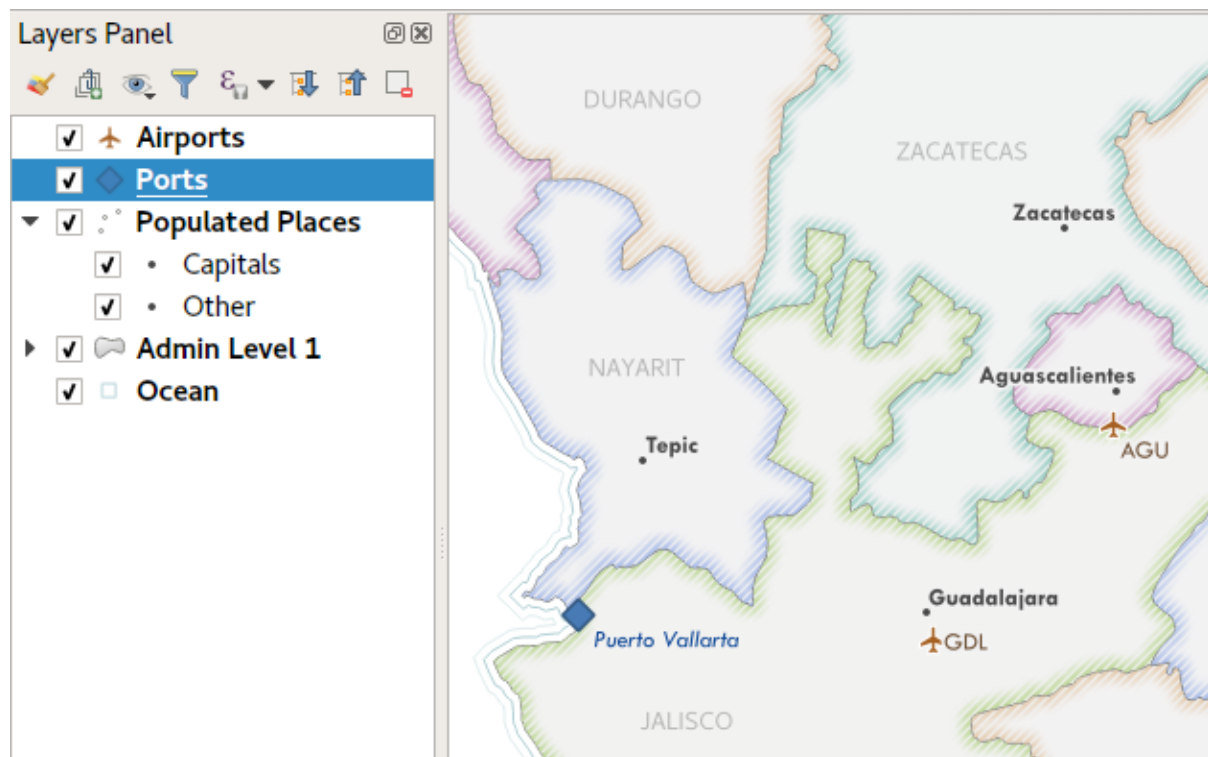 Layers Panel
Airports
Ports
Populated Places
Capitals
Other
Admin Level 1
Ocean
DURANGO
ZACATECAS
Zacatecas
NAYARIT
Aguascalientes
Tepic
AGU
Guadalajara
Puerto Vallarta
GDL
JALISCO